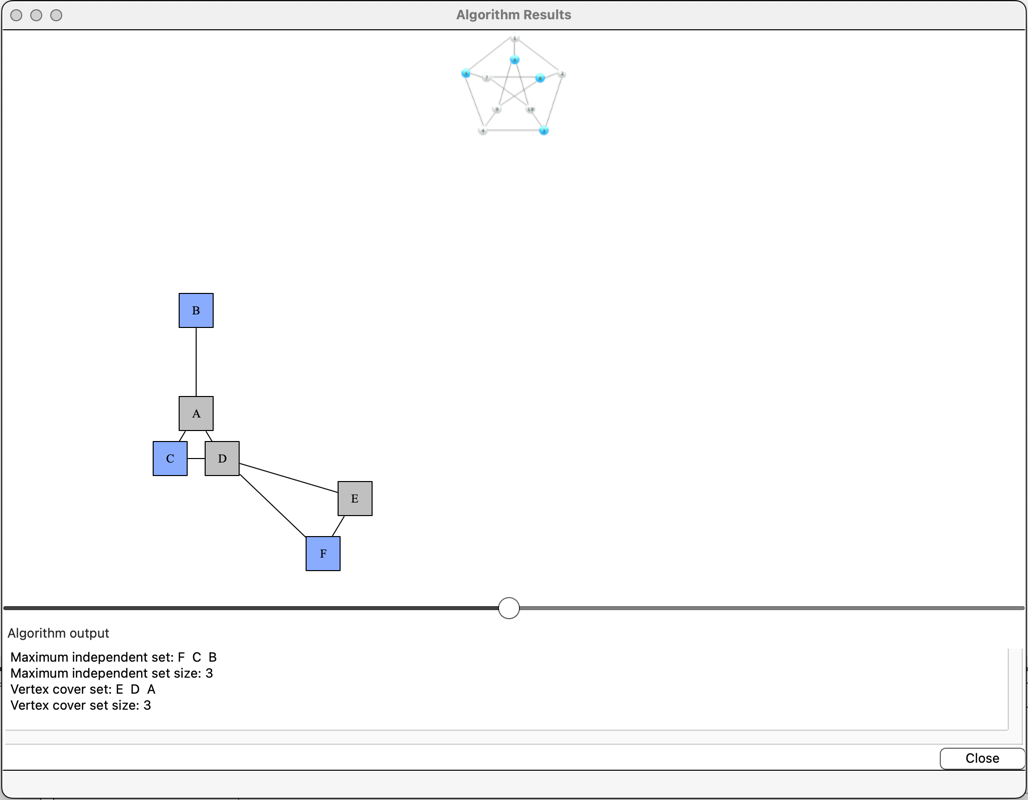 Algorithm Results
B
A
C
D
E
F
Algorithm output
Maximum independent set: F C B
Maximum independent set size: 3
Vertex cover set: E D A
Vertex cover set size: 3
Close